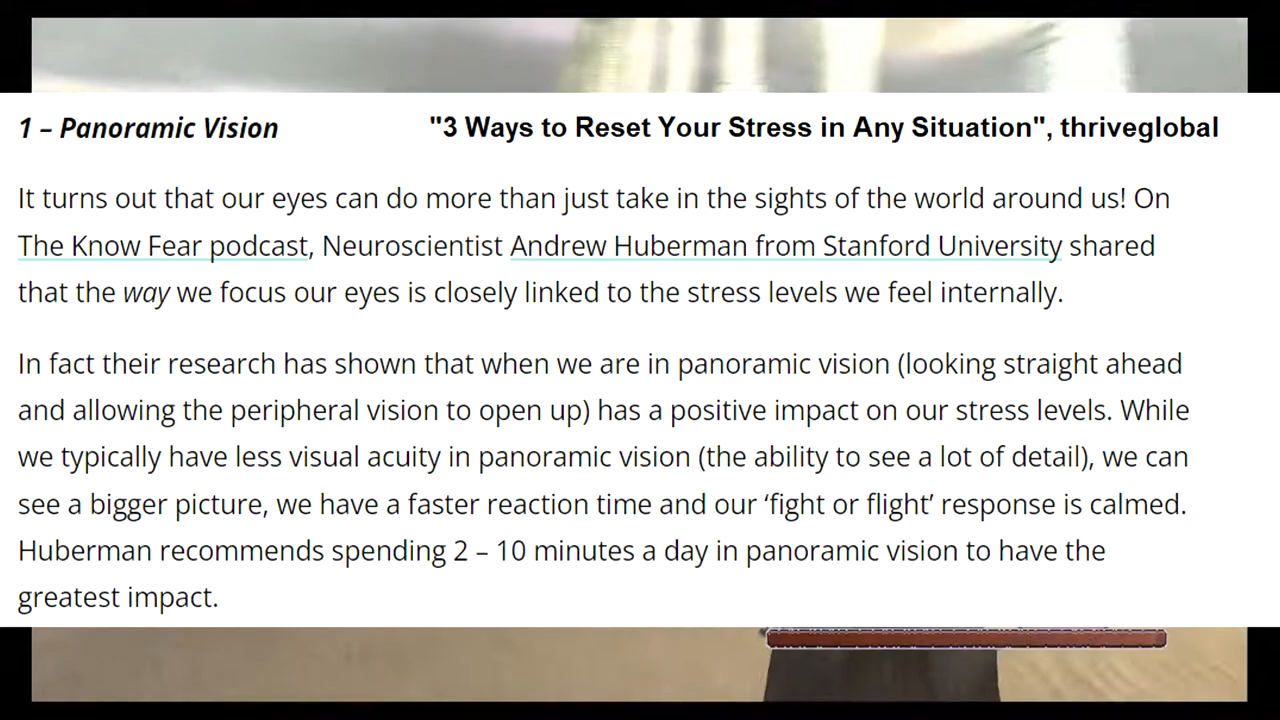 1 – Panoramic Vision
"3 Ways to Reset Your Stress in Any Situation", thriveglobal
It turns out that our eyes can do more than just take in the sights of the world around us! On
The Know Fear podcast, Neuroscientist Andrew Huberman from Stanford University shared
that the way we focus our eyes is closely linked to the stress levels we feel internally.
In fact their research has shown that when we are in panoramic vision (looking straight ahead
and allowing the peripheral vision to open up) has a positive impact on our stress levels. While
we typically have less visual acuity in panoramic vision (the ability to see a lot of detail), we can
see a bigger picture, we have a faster reaction time and our ‘fight or flight’ response is calmed.
Huberman recommends spending 2 – 10 minutes a day in panoramic vision to have the
greatest impact.